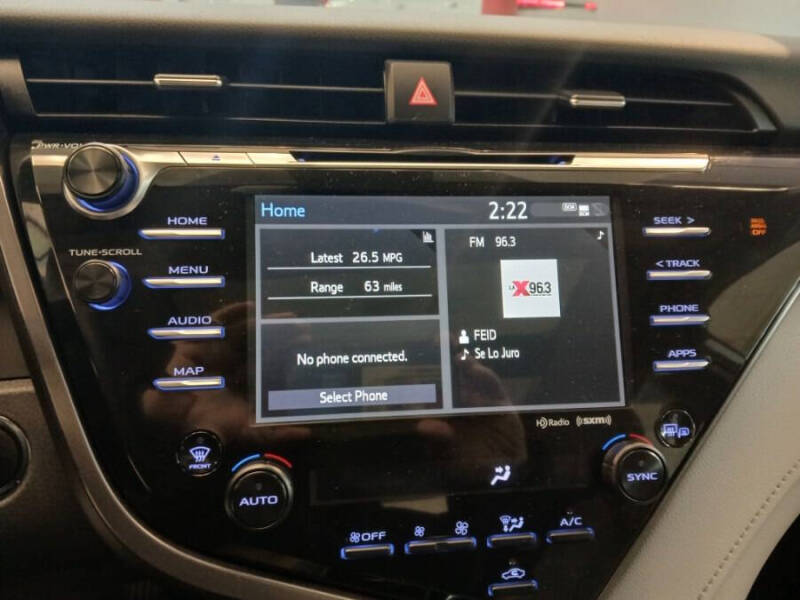 PWR·VOL
HOME
TUNE·SCROLL
MENU
AUDIO
MAP
Home 2:22
Latest 26.5 MPG
Range 63 miles
No phone connected.
Select Phone
FM 96.3
LA X96.3
FEID
Se Lo Juro
HD Radio ((sxm))
SEEK >
< TRACK
PHONE
APPS
OFF
FRONT
AUTO
SYNC
OFF
A/C